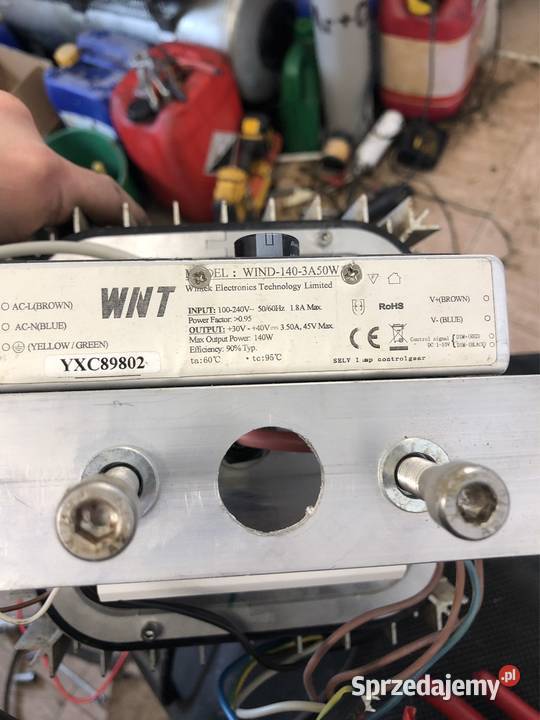 MODEL : WIND-140-3A50W
Wintek Electronics Technology Limited
WNT
AC-L(BROWN)
AC-N(BLUE)
(YELLOW / GREEN)
YXC89802
INPUT: 100-240V~ 50/60Hz 1.8A Max.
Power Factor: >0.95
OUTPUT: +30V - +40V⎓ 3.50A, 45V Max.
Max Output Power: 140W
Efficiency: 90% Typ.
ta:60℃ • tc:95℃
RoHS
CE
SELV controlgear
V+(BROWN)
V- (BLUE)
Control signal
DC 1-10V
Sprzedajemy.pl